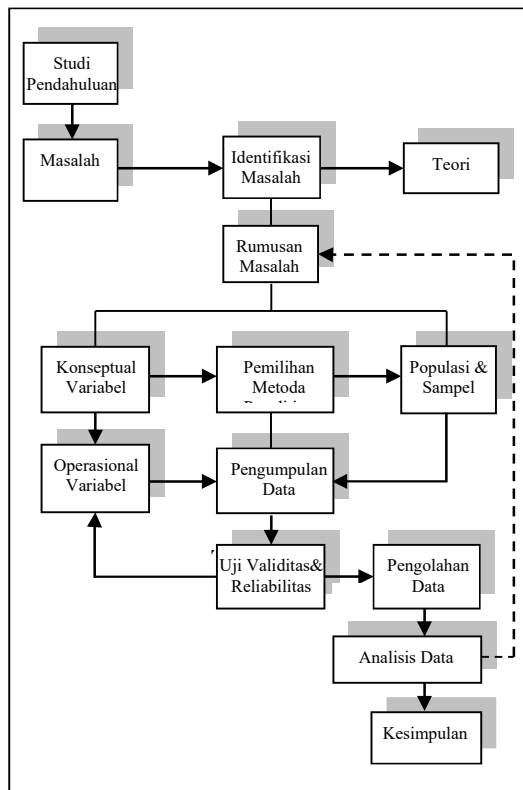 Studi
Pendahuluan
Masalah
Identifikasi
Masalah
Teori
Rumusan
Masalah
Konseptual
Variabel
Pemilihan
Metoda
Populasi &
Sampel
Operasional
Variabel
Pengumpulan
Data
Uji Validitas&
Reliabilitas
Pengolahan
Data
Analisis Data
Kesimpulan